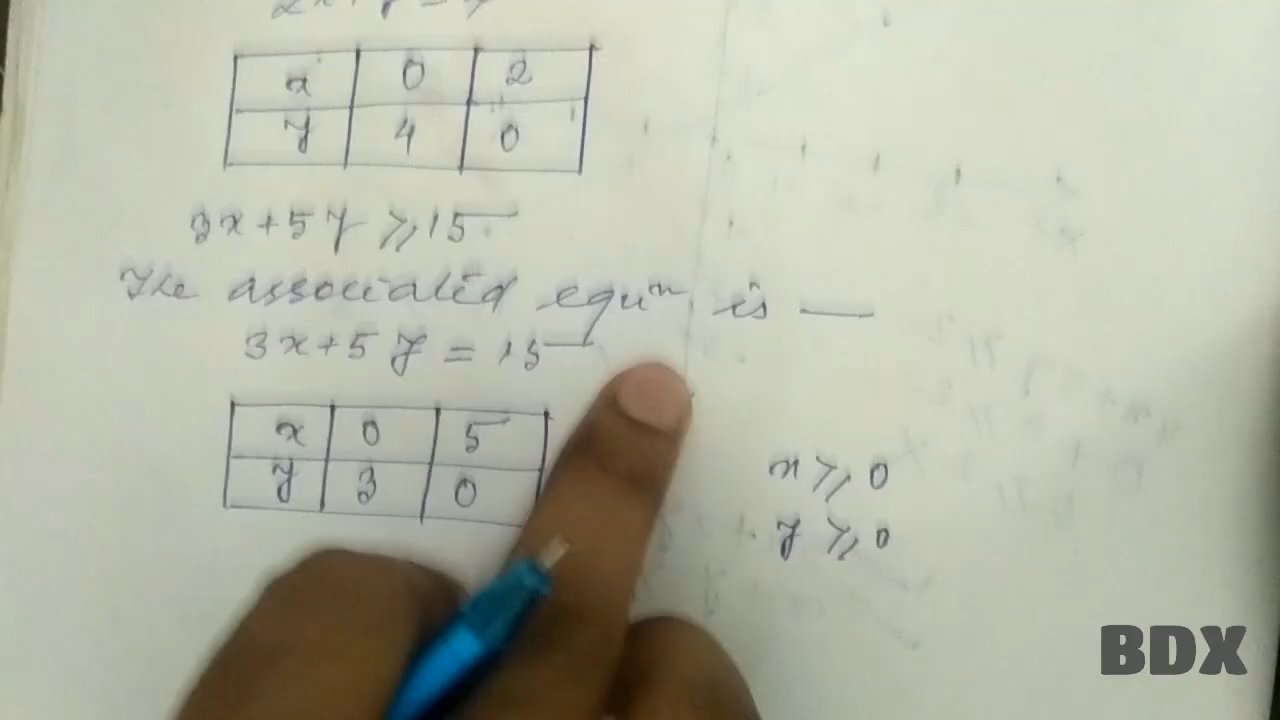 x 0 2
y 4 0
3x+5y ⩾ 15
The associated equⁿ is —
3x+5y = 15
x 0 5
y 3 0
x ⩾ 0
y ⩾ 0
BDX